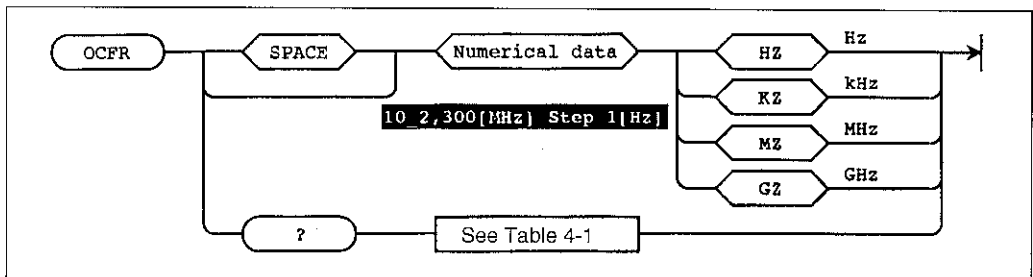 OCFR SPACE Numerical data HZ Hz
KZ kHz
10_2,300[MHz] Step 1[Hz]
MZ MHz
GZ GHz
? See Table 4-1